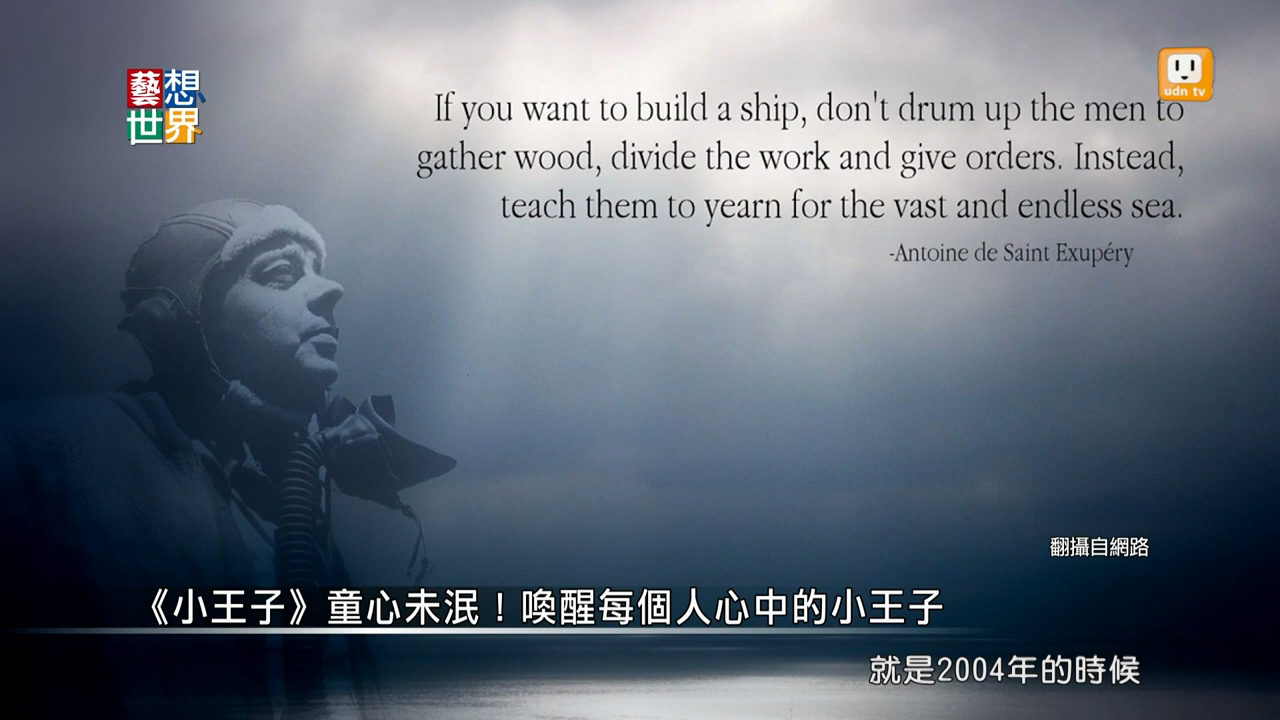 藝想
世界
udn tv
If you want to build a ship, don't drum up the men to
gather wood, divide the work and give orders. Instead,
teach them to yearn for the vast and endless sea.
-Antoine de Saint Exupéry
翻攝自網路
《小王子》童心未泯！喚醒每個人心中的小王子
就是2004年的時候